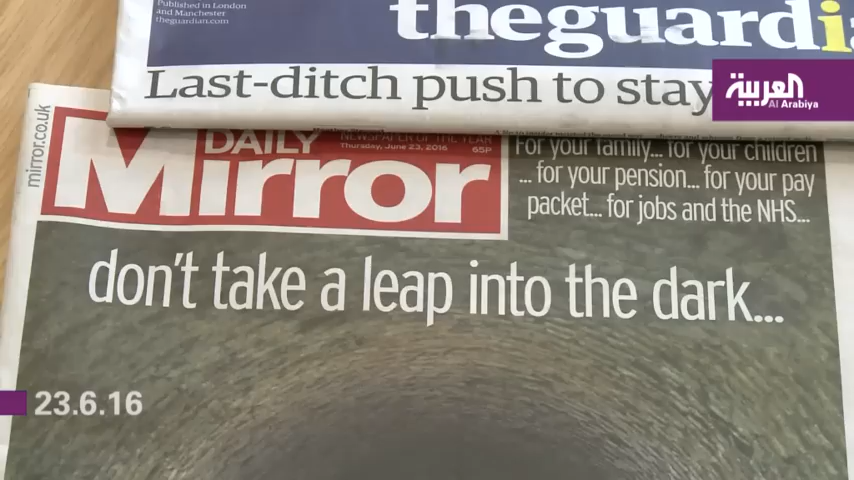 Published in London
and Manchester
theguardian.com
theguardi
Last-ditch push to stay
العربية
Al Arabiya
mirror.co.uk
DAILY
Mirror
NEWSPAPER OF THE YEAR
Thursday, June 23, 2016
65P
For your family... for your children
... for your pension... for your pay
packet... for jobs and the NHS...
don't take a leap into the dark...
23.6.16